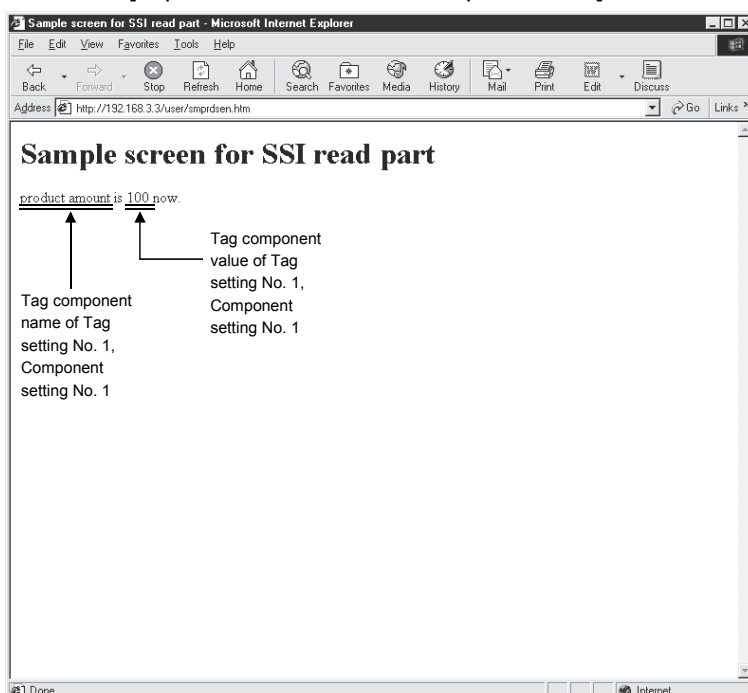 Sample screen for SSI read part - Microsoft Internet Explorer
File Edit View Favorites Tools Help
Back Forward Stop Refresh Home Search Favorites Media History Mail Print Edit Discuss
Address http://192.168.3.3/user/smprdsen.htm Go Links »
Sample screen for SSI read part
product amount is 100 now.
Tag component
value of Tag
setting No. 1,
Component
setting No. 1
Tag component
name of Tag
setting No. 1,
Component
setting No. 1
Done Internet